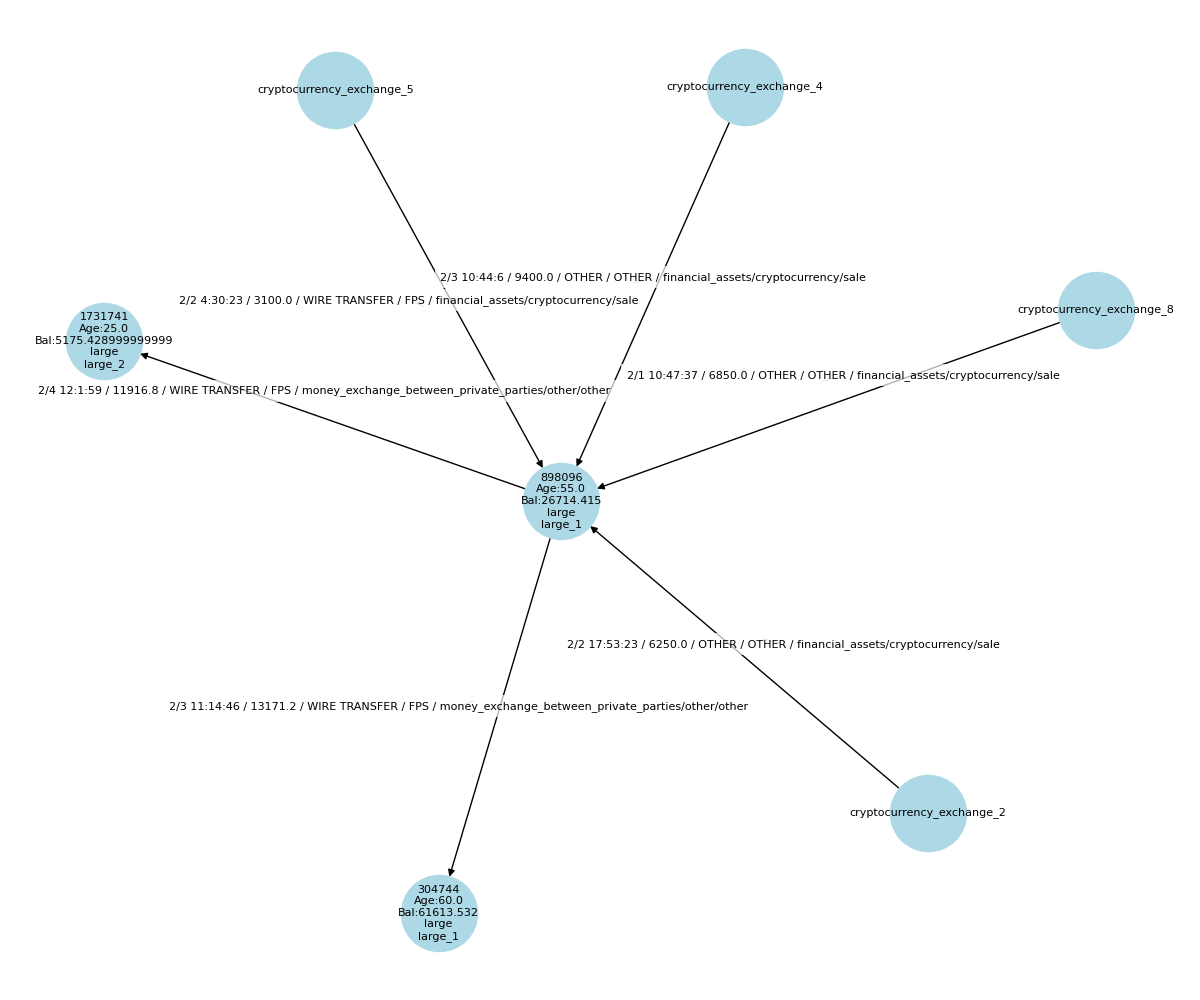 cryptocurrency_exchange_5
cryptocurrency_exchange_4
2/3 10:44:6 / 9400.0 / OTHER / OTHER / financial_assets/cryptocurrency/sale
2/2 4:30:23 / 3100.0 / WIRE TRANSFER / FPS / financial_assets/cryptocurrency/sale
cryptocurrency_exchange_8
1731741
Age:25.0
Bal:5175.428999999999
large
large_2
2/1 10:47:37 / 6850.0 / OTHER / OTHER / financial_assets/cryptocurrency/sale
2/4 12:1:59 / 11916.8 / WIRE TRANSFER / FPS / money_exchange_between_private_parties/other/other
898096
Age:55.0
Bal:26714.415
large
large_1
2/2 17:53:23 / 6250.0 / OTHER / OTHER / financial_assets/cryptocurrency/sale
2/3 11:14:46 / 13171.2 / WIRE TRANSFER / FPS / money_exchange_between_private_parties/other/other
cryptocurrency_exchange_2
304744
Age:60.0
Bal:61613.532
large
large_1